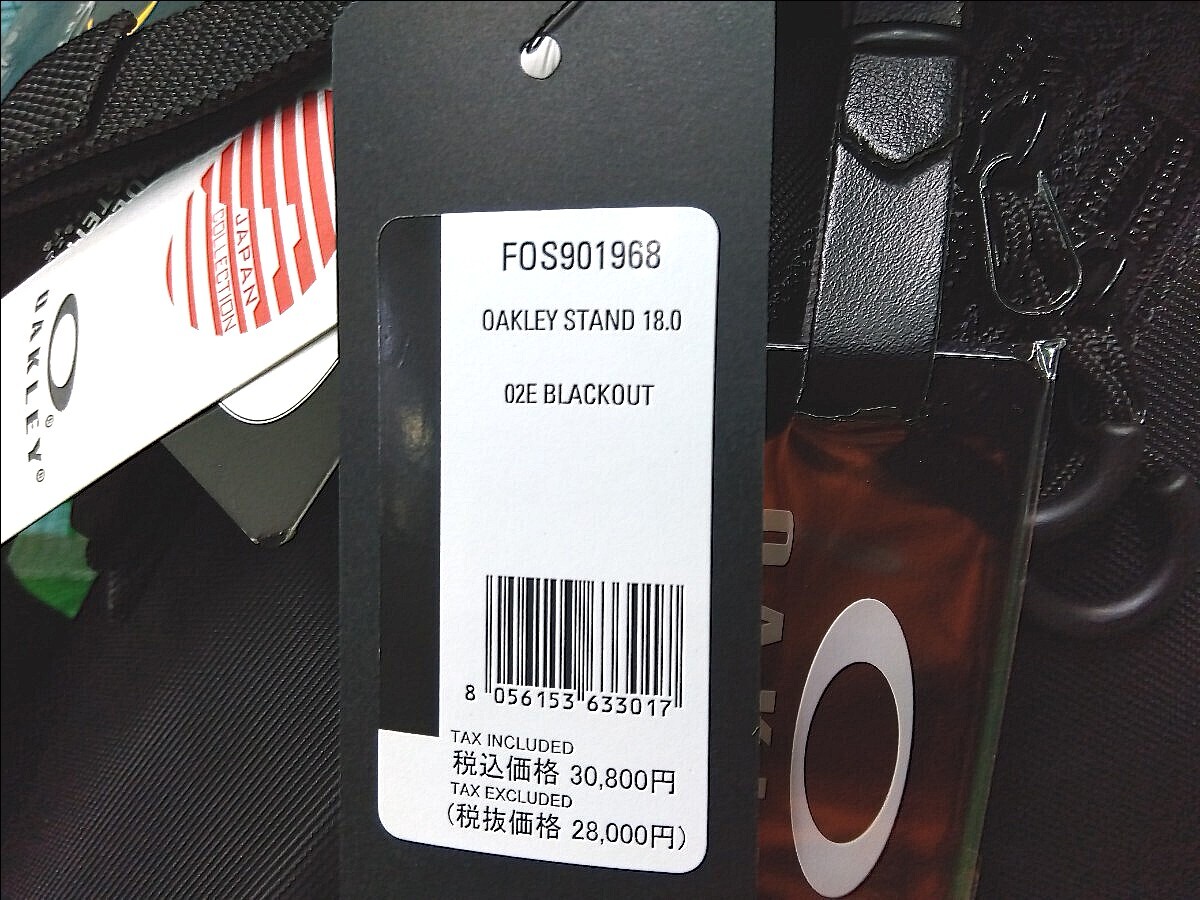 FOS901968
OAKLEY STAND 18.0
02E BLACKOUT
8 056153 633017
TAX INCLUDED
税込価格 30,800円
TAX EXCLUDED
(税抜価格 28,000円)
JAPAN
COLLECTION
OAKLEY